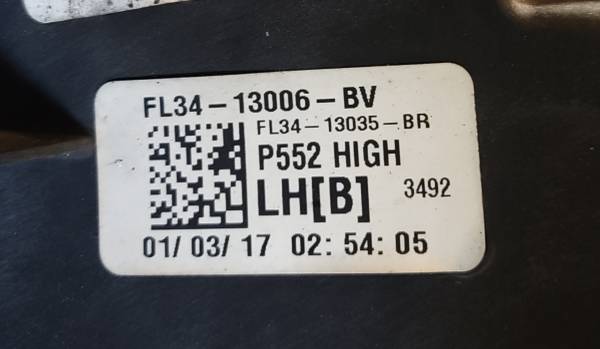 FL34-13006-BV
FL34-13035-BR
P552 HIGH
LH[B] 3492
01/ 03/ 17 02: 54: 05